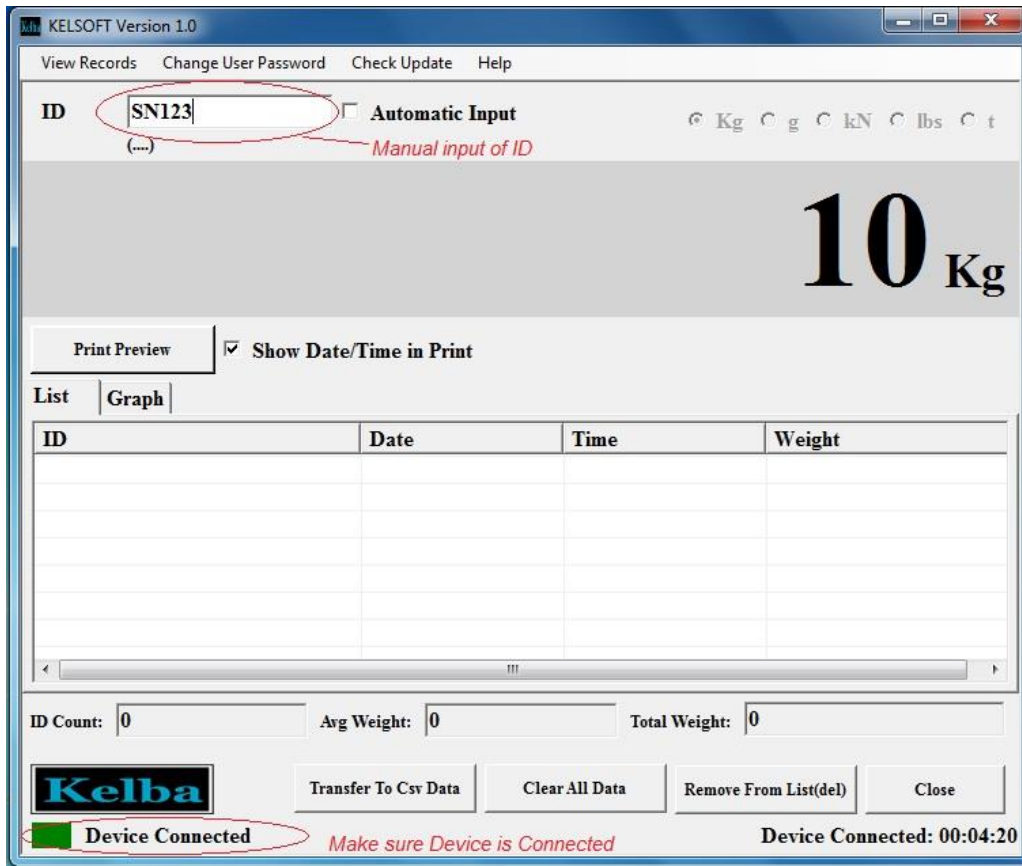 KELSOFT Version 1.0
View Records Change User Password Check Update Help
ID SN123 Automatic Input Kg g kN lbs t
(....) Manual input of ID
10 Kg
Print Preview Show Date/Time in Print
List Graph
ID Date Time Weight
ID Count: 0 Avg Weight: 0 Total Weight: 0
Kelba Transfer To Csv Data Clear All Data Remove From List(del) Close
Device Connected Make sure Device is Connected Device Connected: 00:04:20